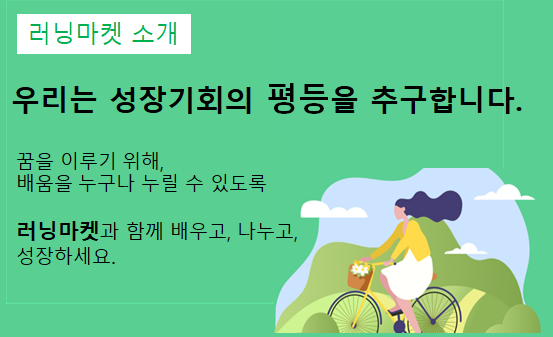 러닝마켓 소개
우리는 성장기회의 평등을 추구합니다.
꿈을 이루기 위해,
배움을 누구나 누릴 수 있도록
러닝마켓과 함께 배우고, 나누고,
성장하세요.